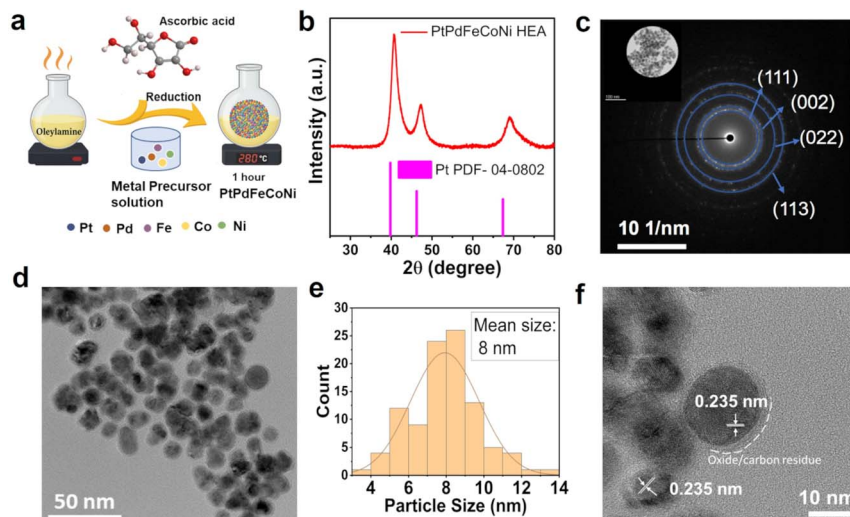 a
Ascorbic acid
Oleylamine
Reduction
Metal Precursor
solution
280 °C
1 hour
PtPdFeCoNi
Pt
Pd
Fe
Co
Ni
b
PtPdFeCoNi HEA
Pt PDF- 04-0802
Intensity (a.u.)
30 40 50 60 70 80
2θ (degree)
c
(111)
(002)
(022)
(113)
10 1/nm
d
50 nm
e
Mean size:
8 nm
Count
30
25
20
15
10
5
0
4 6 8 10 12 14
Particle Size (nm)
f
0.235 nm
Oxide/carbon residue
0.235 nm
10 nm